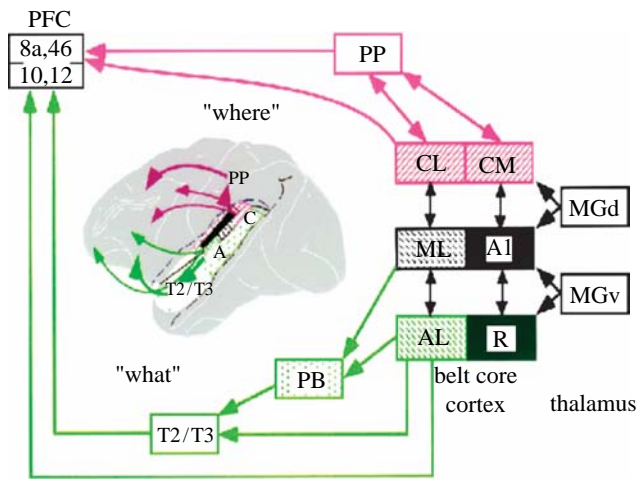 PFC
8a,46
10,12
PP
"where"
CL CM
MGd
PP
C
A
T2/T3
ML A1
MGv
AL R
"what"
PB
belt core
cortex
thalamus
T2/T3